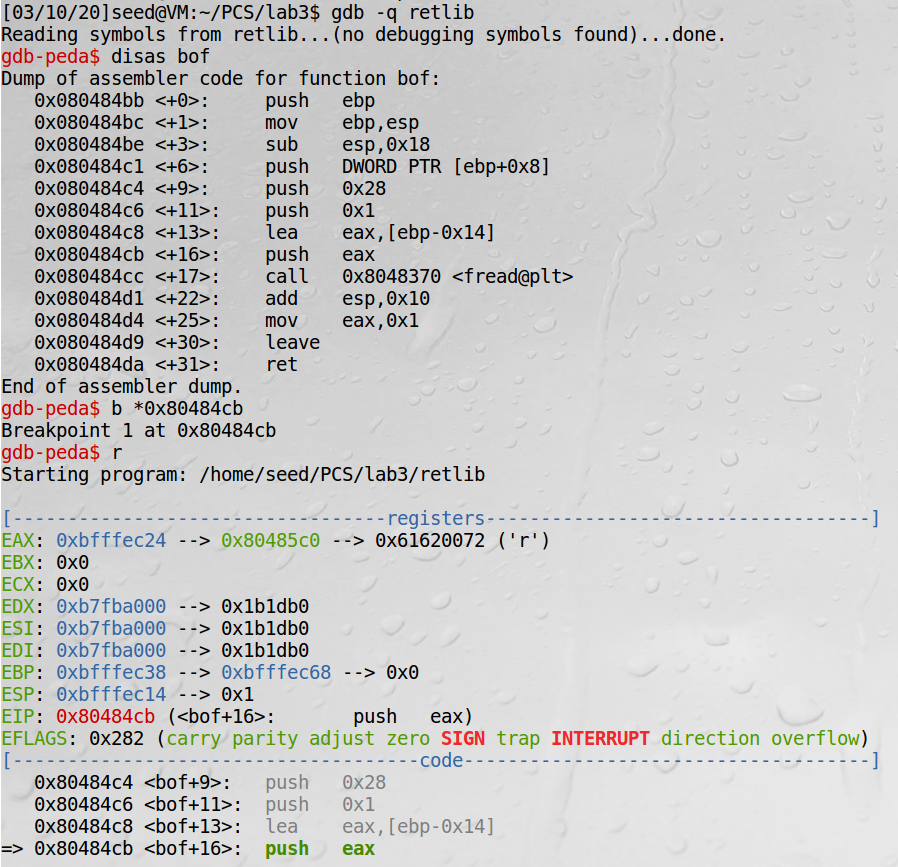 [03/10/20]seed@VM:~/PCS/lab3$ gdb -q retlib
Reading symbols from retlib...(no debugging symbols found)...done.
gdb-peda$ disas bof
Dump of assembler code for function bof:
   0x080484bb <+0>:     push   ebp
   0x080484bc <+1>:     mov    ebp,esp
   0x080484be <+3>:     sub    esp,0x18
   0x080484c1 <+6>:     push   DWORD PTR [ebp+0x8]
   0x080484c4 <+9>:     push   0x28
   0x080484c6 <+11>:    push   0x1
   0x080484c8 <+13>:    lea    eax,[ebp-0x14]
   0x080484cb <+16>:    push   eax
   0x080484cc <+17>:    call   0x8048370 <fread@plt>
   0x080484d1 <+22>:    add    esp,0x10
   0x080484d4 <+25>:    mov    eax,0x1
   0x080484d9 <+30>:    leave
   0x080484da <+31>:    ret
End of assembler dump.
gdb-peda$ b *0x80484cb
Breakpoint 1 at 0x80484cb
gdb-peda$ r
Starting program: /home/seed/PCS/lab3/retlib
[----------------------------------registers-----------------------------------]
EAX: 0xbfffec24 --> 0x80485c0 --> 0x61620072 ('r')
EBX: 0x0
ECX: 0x0
EDX: 0xb7fba000 --> 0x1b1db0
ESI: 0xb7fba000 --> 0x1b1db0
EDI: 0xb7fba000 --> 0x1b1db0
EBP: 0xbfffec38 --> 0xbfffec68 --> 0x0
ESP: 0xbfffec14 --> 0x1
EIP: 0x80484cb (<bof+16>:       push   eax)
EFLAGS: 0x282 (carry parity adjust zero SIGN trap INTERRUPT direction overflow)
[-------------------------------------code-------------------------------------]
   0x80484c4 <bof+9>:   push   0x28
   0x80484c6 <bof+11>:  push   0x1
   0x80484c8 <bof+13>:  lea    eax,[ebp-0x14]
=> 0x80484cb <bof+16>:  push   eax